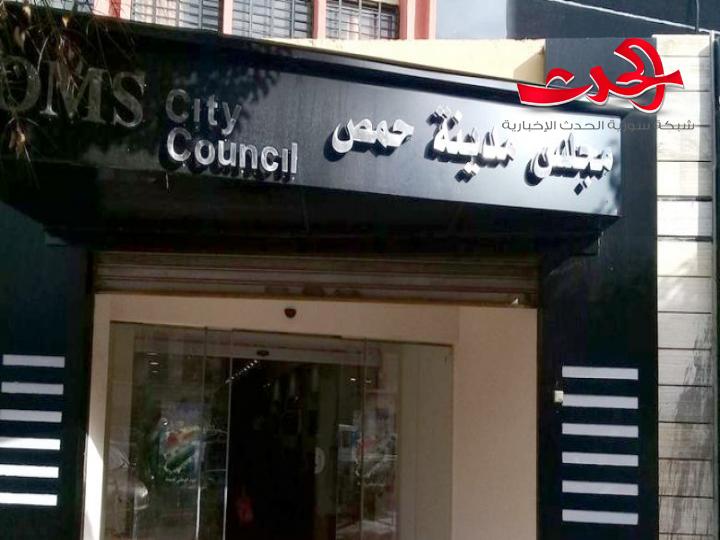 OMS City
Council
مجلس مدينة حمص
الحدث
شبكة سورية الحدث الإخبارية